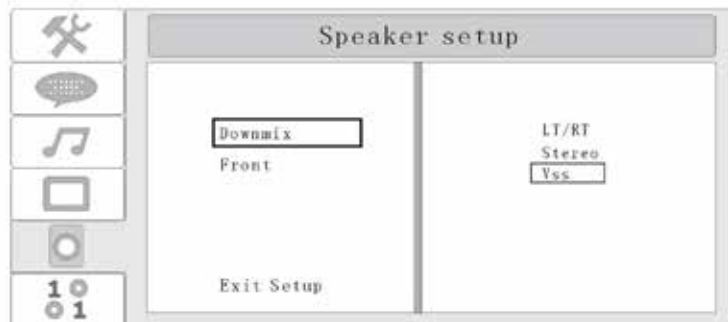 Speaker setup
Downmix
Front
Exit Setup
LT/RT
Stereo
Vss
1
1